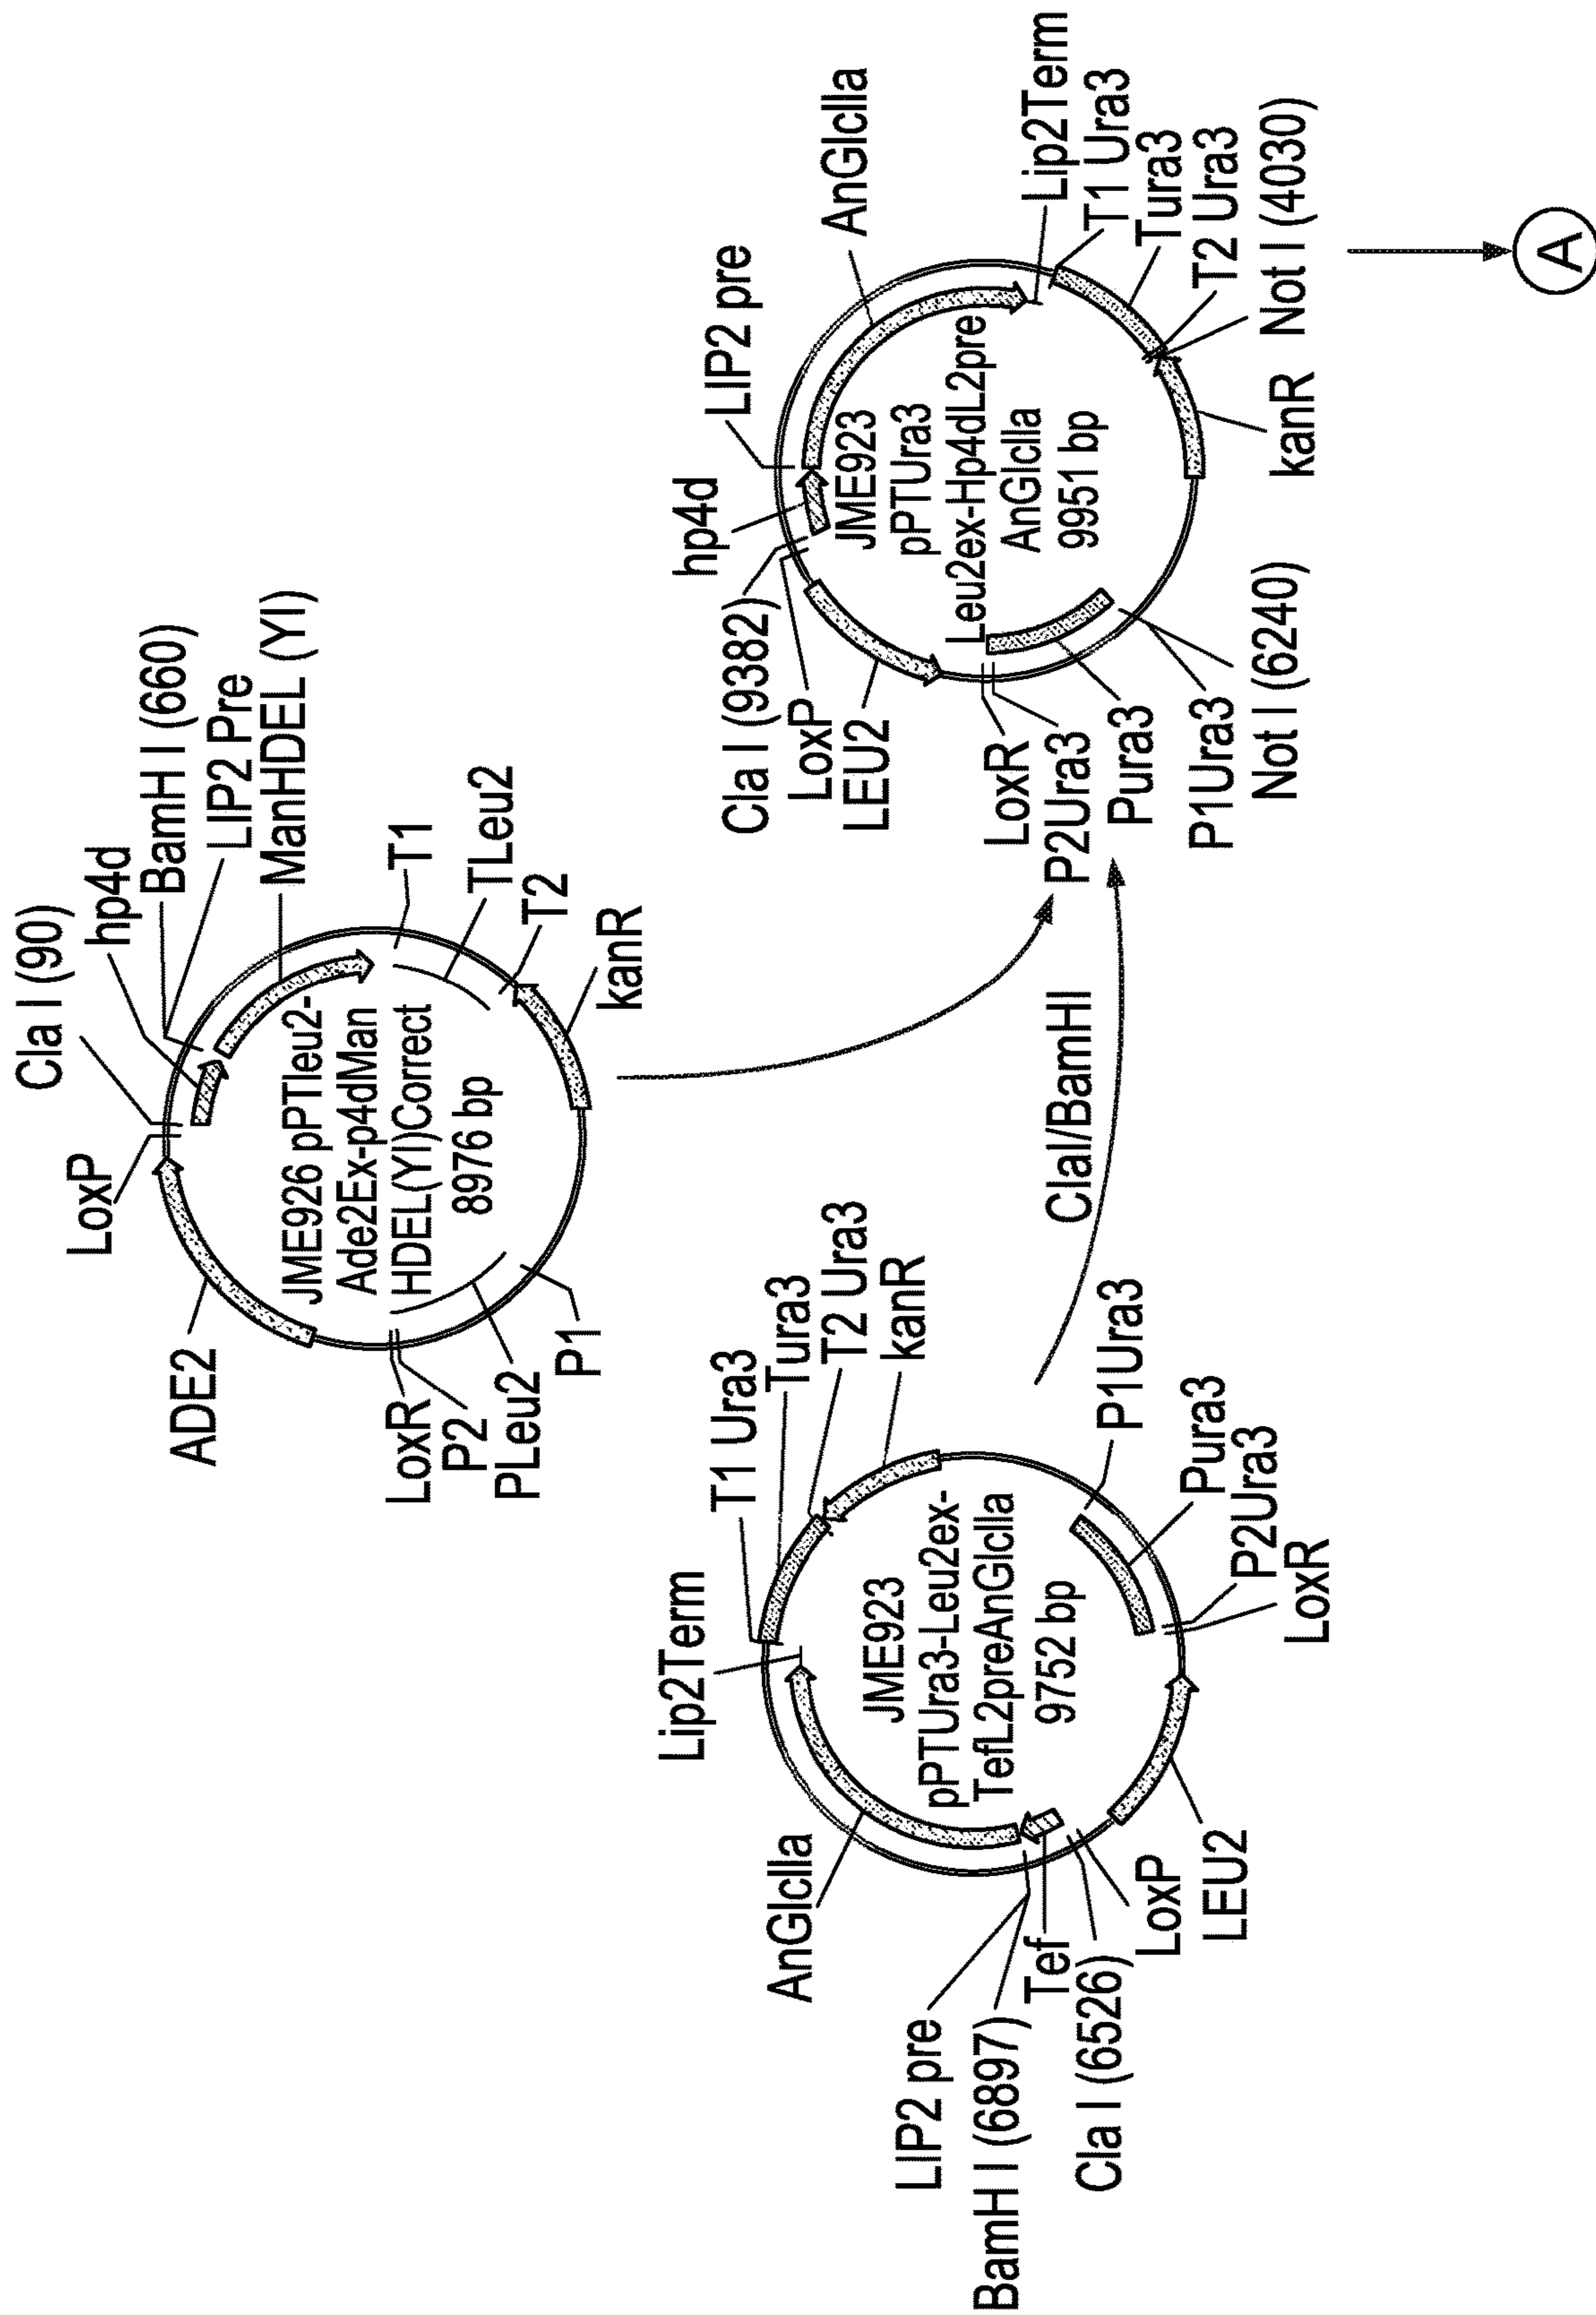 LoxP
Cla I (90)
hp4d
BamH I (660)
LIP2 Pre
ManHDEL (YI)
ADE2
JME926 pPTleu2-
Ade2Ex-p4dMan
HDEL(YI)Correct
8976 bp
T1
TLeu2
T2
kanR
LoxR
P2
PLeu2
P1
Lip2Term
T1 Ura3
Tura3
T2 Ura3
kanR
AnGlcIIa
JME923
pPTUra3-Leu2ex-
TefL2preAnGlcIIa
9752 bp
LIP2 pre
BamH I (6897)
Tef
Cla I (6526)
LoxP
LEU2
P1Ura3
Pura3
P2Ura3
LoxR
ClaI/BamHI
hp4d
LIP2 pre
AnGlcIIa
Cla I (9382)
LoxP
LEU2
JME923
pPTUra3
Leu2ex-Hp4dL2pre
AnGlcIIa
9951 bp
Lip2Term
T1 Ura3
Tura3
T2 Ura3
Not I (4030)
LoxR
P2Ura3
Pura3
P1Ura3
Not I (6240)
kanR
A